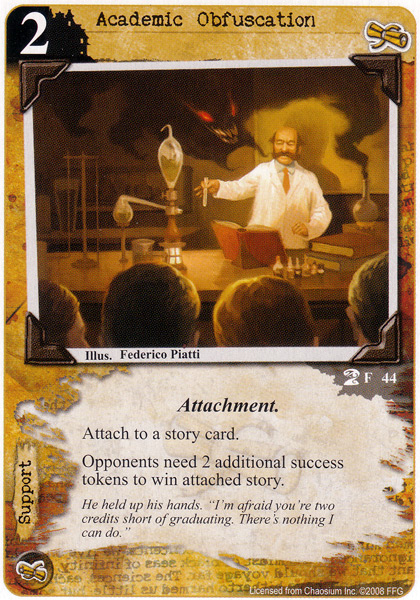 2
Academic Obfuscation
Illus. Federico Piatti
F 44
Attachment.
Attach to a story card.
Opponents need 2 additional success
tokens to win attached story.
He held up his hands. “I'm afraid you're two
credits short of graduating. There's nothing I
can do.”
Support
Licensed from Chaosium Inc. ©2008 FFG